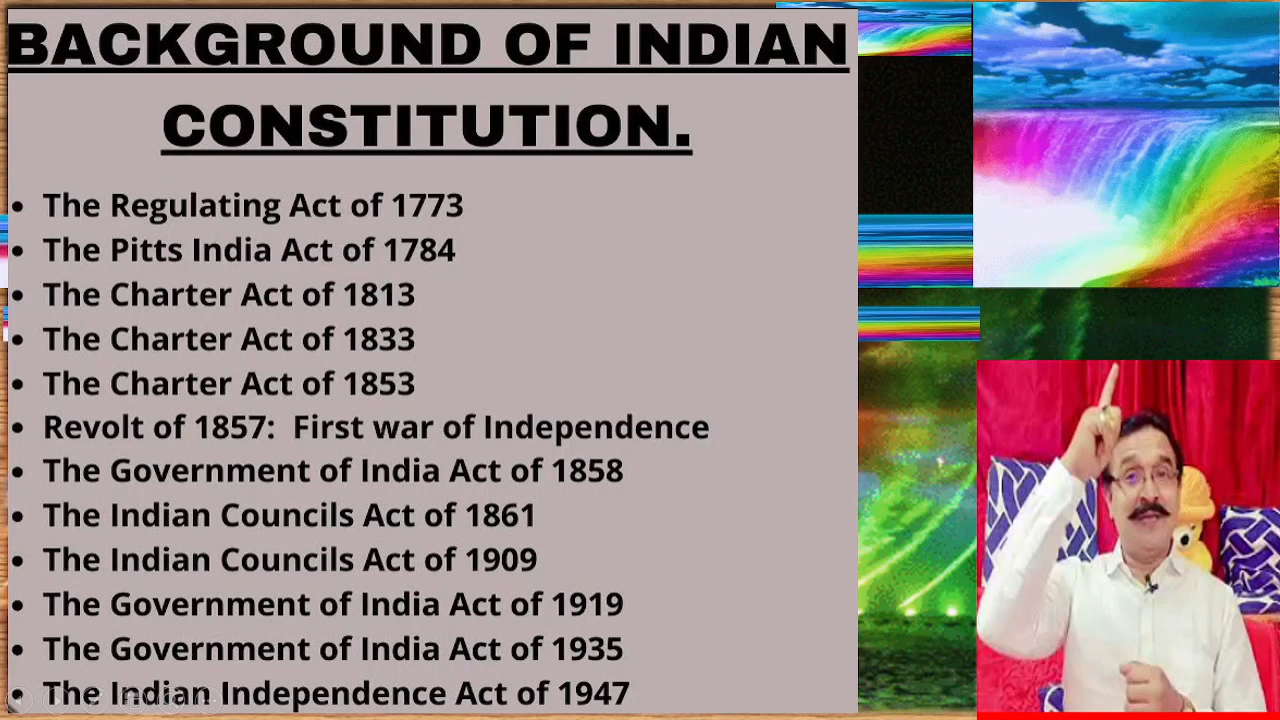 BACKGROUND OF INDIAN
CONSTITUTION.
• The Regulating Act of 1773
• The Pitts India Act of 1784
• The Charter Act of 1813
• The Charter Act of 1833
• The Charter Act of 1853
• Revolt of 1857: First war of Independence
• The Government of India Act of 1858
• The Indian Councils Act of 1861
• The Indian Councils Act of 1909
• The Government of India Act of 1919
• The Government of India Act of 1935
• The Indian Independence Act of 1947